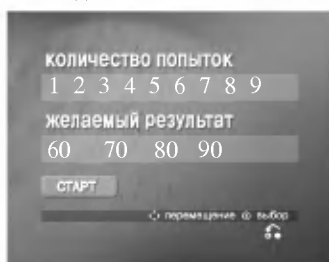 количество попыток
1 2 3 4 5 6 7 8 9
желаемый результат
60 70 80 90
СТАРТ
перемещение выбор